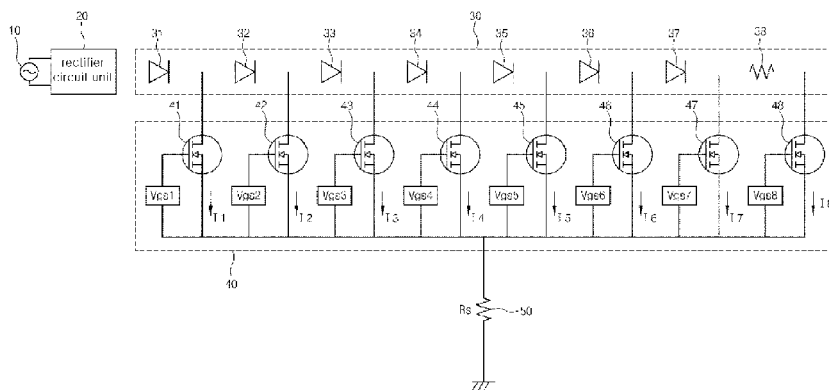 10
20
rectifier
circuit unit
30
31
32
33
34
35
36
37
38
41
42
43
44
45
46
47
48
Vgs1
Vgs2
Vgs3
Vgs4
Vgs5
Vgs6
Vgs7
Vgs8
I1
I2
I3
I4
I5
I6
I7
I8
40
Rs
50